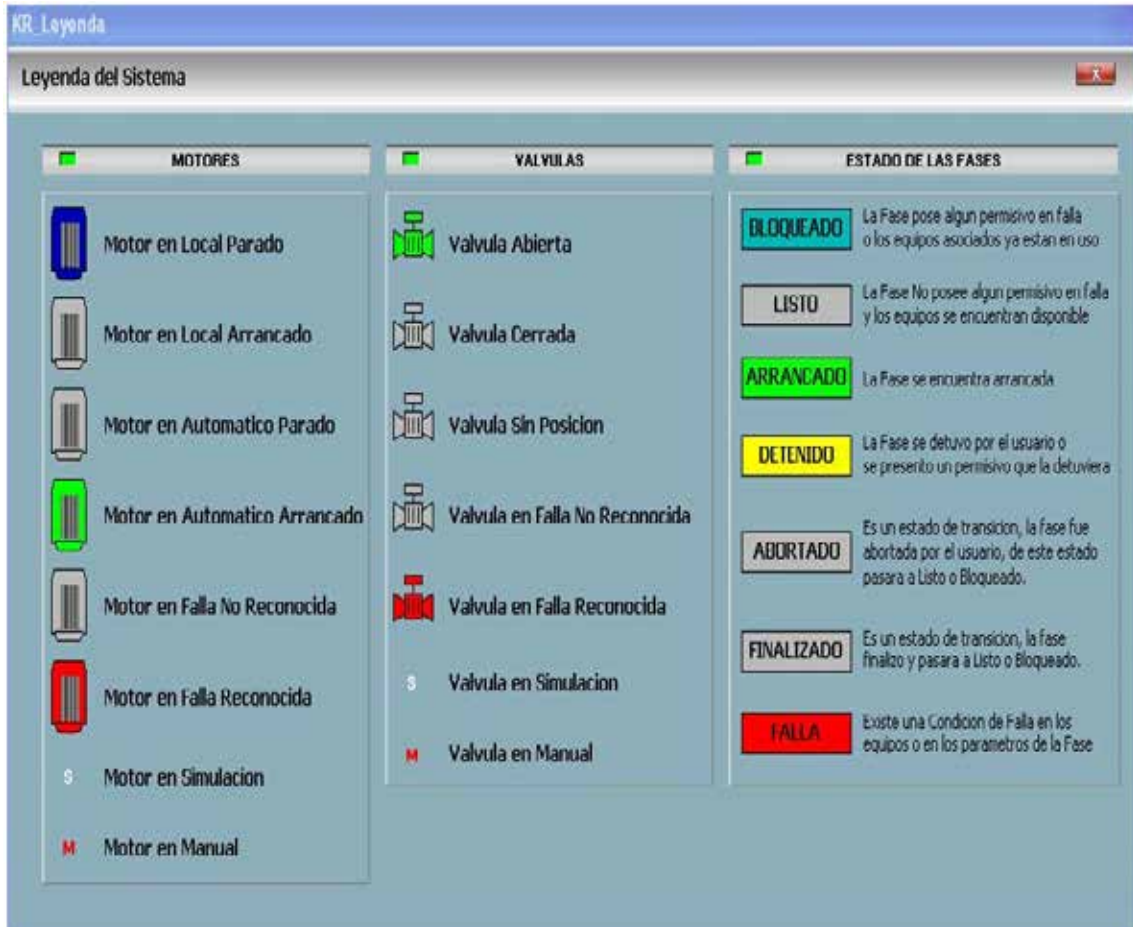 KR_Leyenda
Leyenda del Sistema
X
MOTORES
Motor en Local Parado
Motor en Local Arrancado
Motor en Automatico Parado
Motor en Automatico Arrancado
Motor en Falla No Reconocida
Motor en Falla Reconocida
S Motor en Simulacion
M Motor en Manual
VALVULAS
Valvula Abierta
Valvula Cerrada
Valvula Sin Posicion
Valvula en Falla No Reconocida
Valvula en Falla Reconocida
S Valvula en Simulacion
M Valvula en Manual
ESTADO DE LAS FASES
BLOQUEADO
La Fase pose algun permisivo en falla
o los equipos asociados ya estan en uso
LISTO
La Fase No posee algun permisivo en falla
y los equipos se encuentran disponible
ARRANCADO
La Fase se encuentra arrancada
DETENIDO
La Fase se detuvo por el usuario o
se presento un permisivo que la detuviera
ABORTADO
Es un estado de transicion, la fase fue
abortada por el usuario, de este estado
pasara a Listo o Bloqueado.
FINALIZADO
Es un estado de transicion, la fase
finalizo y pasara a Listo o Bloqueado.
FALLA
Existe una Condicion de Falla en los
equipos o en los parametros de la Fase